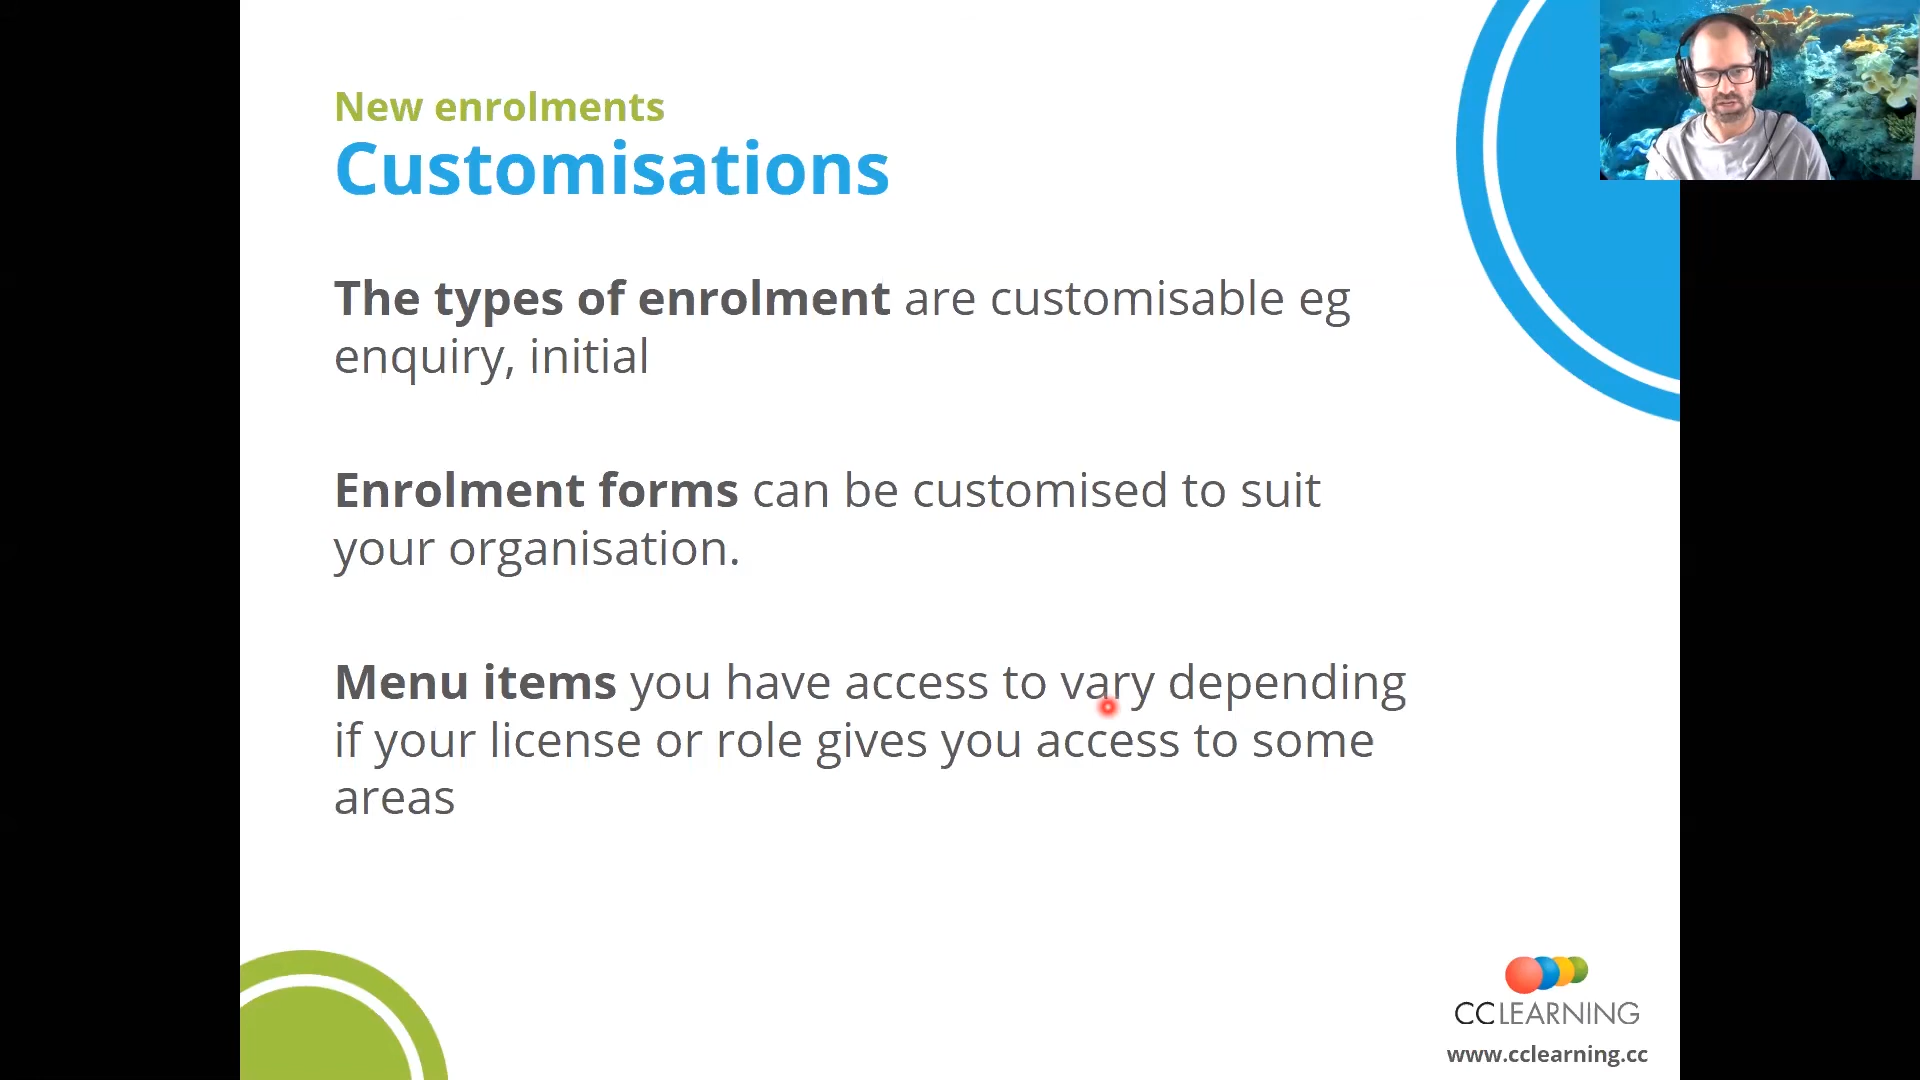 New enrolments
Customisations
The types of enrolment are customisable eg
enquiry, initial
Enrolment forms can be customised to suit
your organisation.
Menu items you have access to vary depending
if your license or role gives you access to some
areas
CCLEARNING
www.cclearning.cc